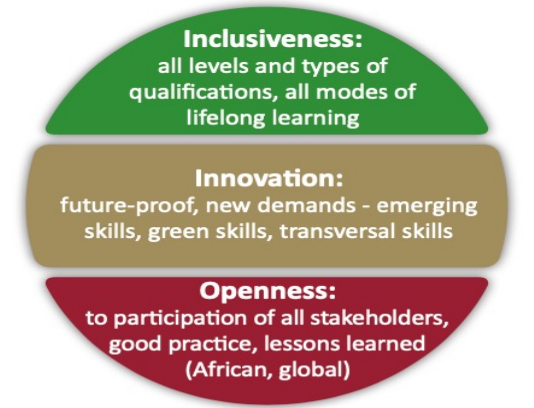 Inclusiveness:
all levels and types of
qualifications, all modes of
lifelong learning
Innovation:
future-proof, new demands - emerging
skills, green skills, transversal skills
Openness:
to participation of all stakeholders,
good practice, lessons learned
(African, global)